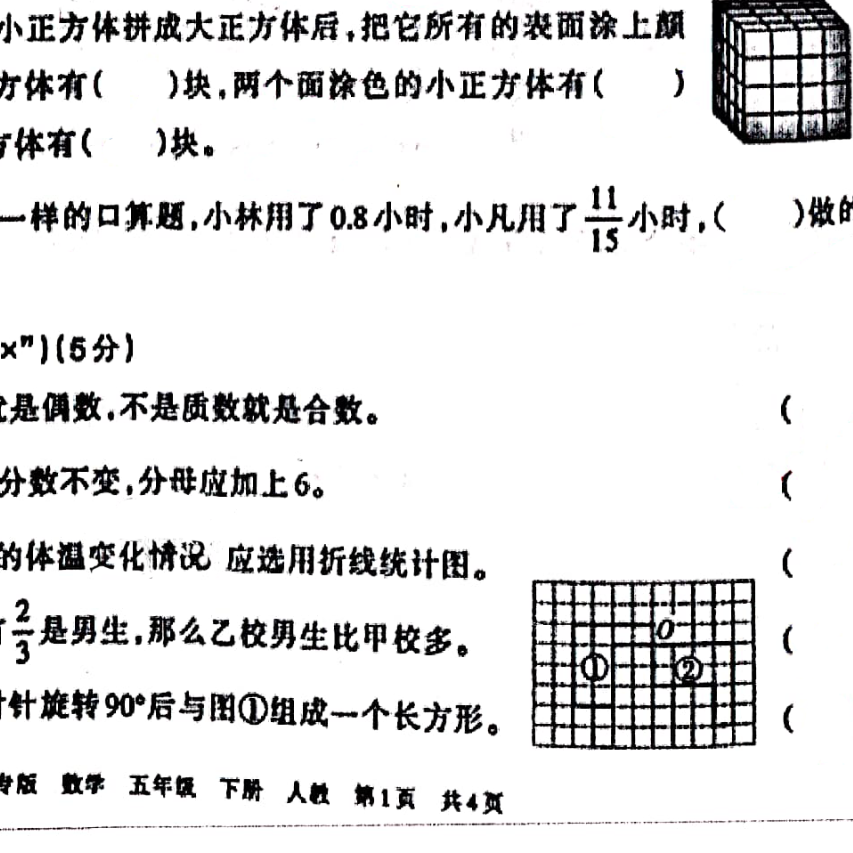 小正方体拼成大正方体后,把它所有的表面涂上颜
方体有(　　)块,两个面涂色的小正方体有(　　)
方体有(　　)块。
一样的口算题,小林用了0.8小时,小凡用了11/15小时,(　　)做的
×")(5分)
是偶数,不是质数就是合数。(
分数不变,分母应加上6。(
的体温变化情况 应选用折线统计图。(
2/3是男生,那么乙校男生比甲校多。(
O
① ②
针旋转90°后与图①组成一个长方形。(
专版 数学 五年级 下册 人教 第1页 共4页